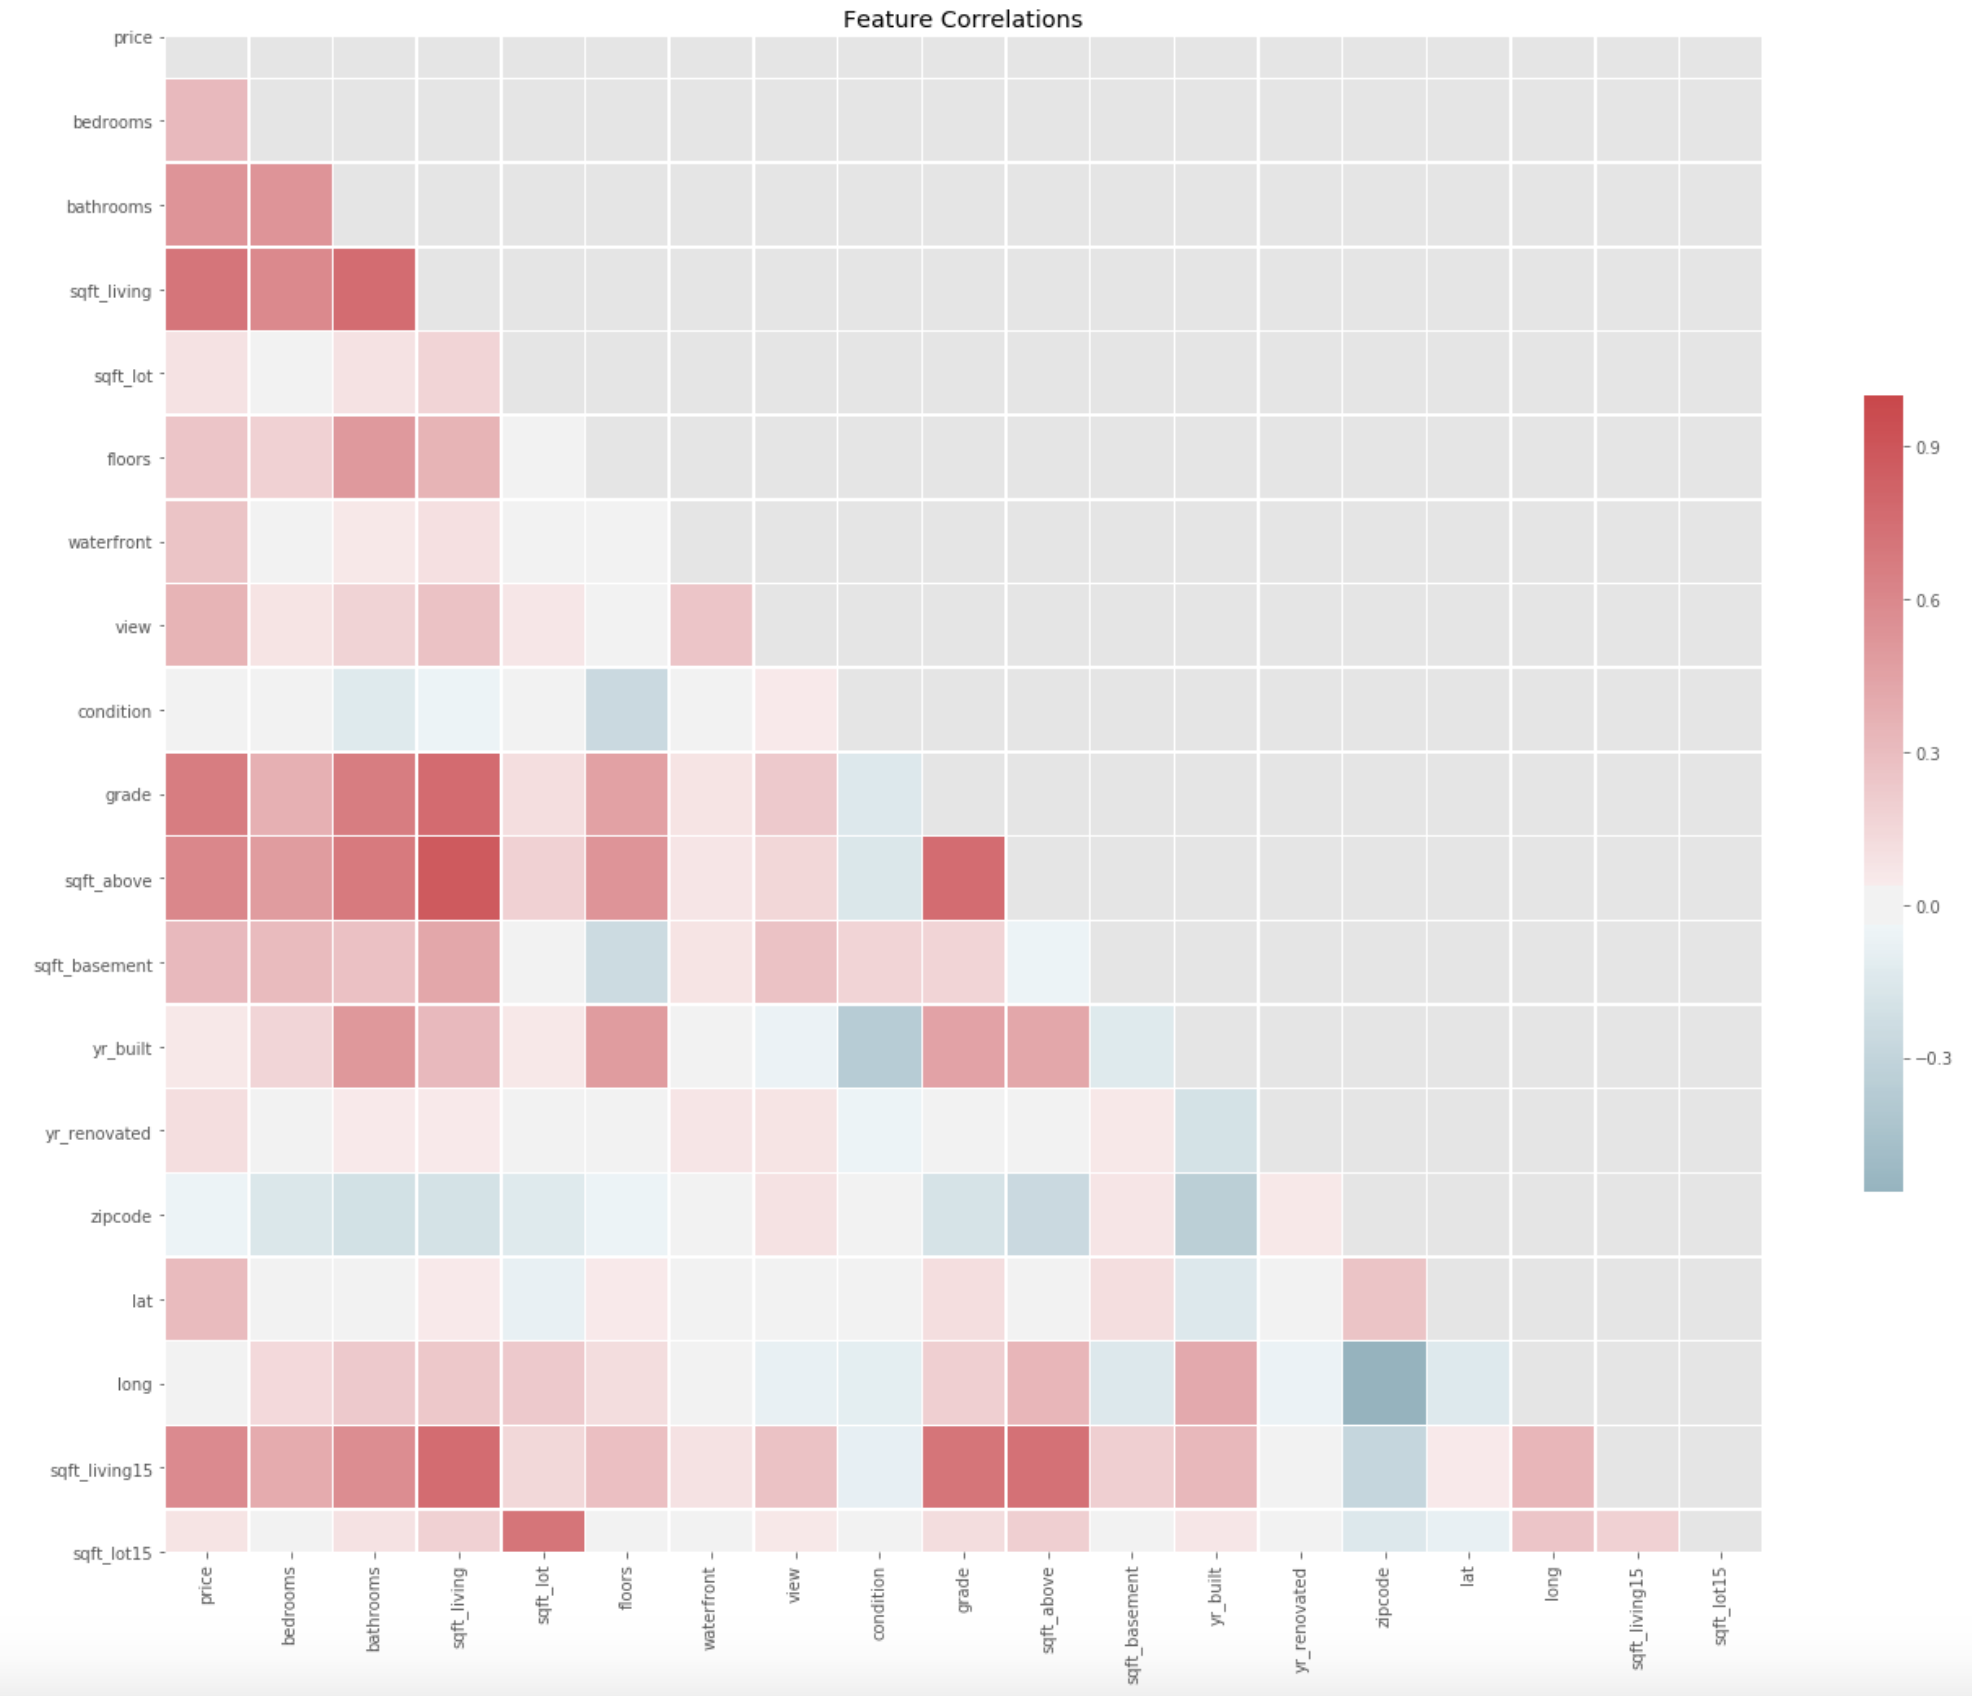 Feature Correlations
price
bedrooms
bathrooms
sqft_living
sqft_lot
floors
waterfront
view
condition
grade
sqft_above
sqft_basement
yr_built
yr_renovated
zipcode
lat
long
sqft_living15
sqft_lot15
price
bedrooms
bathrooms
sqft_living
sqft_lot
floors
waterfront
view
condition
grade
sqft_above
sqft_basement
yr_built
yr_renovated
zipcode
lat
long
sqft_living15
sqft_lot15
0.9
0.6
0.3
0.0
−0.3